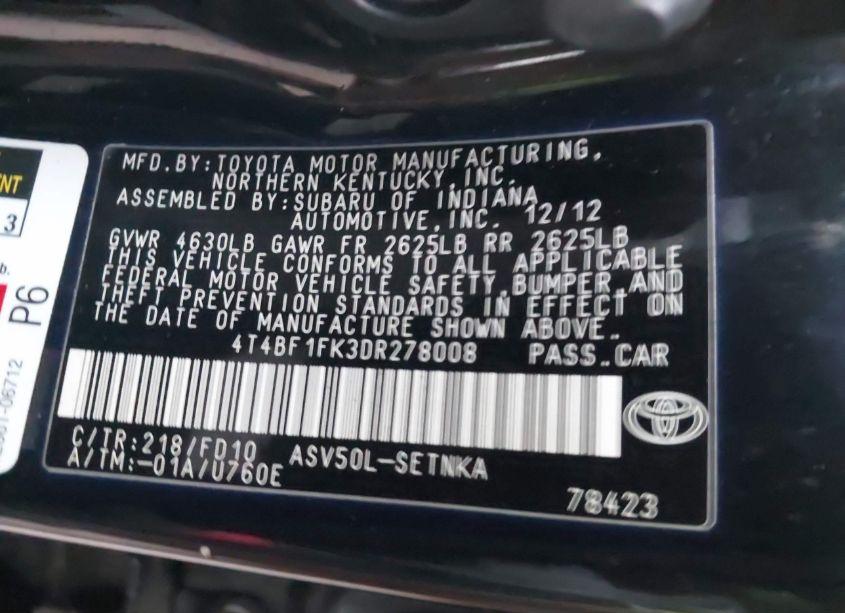 MFD.BY:TOYOTA MOTOR MANUFACTURING,
NORTHERN KENTUCKY,INC.
ASSEMBLED BY:SUBARU OF INDIANA
AUTOMOTIVE,INC. 12/12
GVWR 4630LB GAWR FR 2625LB RR 2625LB
THIS VEHICLE CONFORMS TO ALL APPLICABLE
FEDERAL MOTOR VEHICLE SAFETY,BUMPER,AND
THEFT PREVENTION STANDARDS IN EFFECT ON
THE DATE OF MANUFACTURE SHOWN ABOVE.
4T4BF1FK3DR278008 PASS.CAR
C/TR:218/FD10
A/TM:-01A/U760E
ASV50L-SETNKA
78423
3
P6
06712